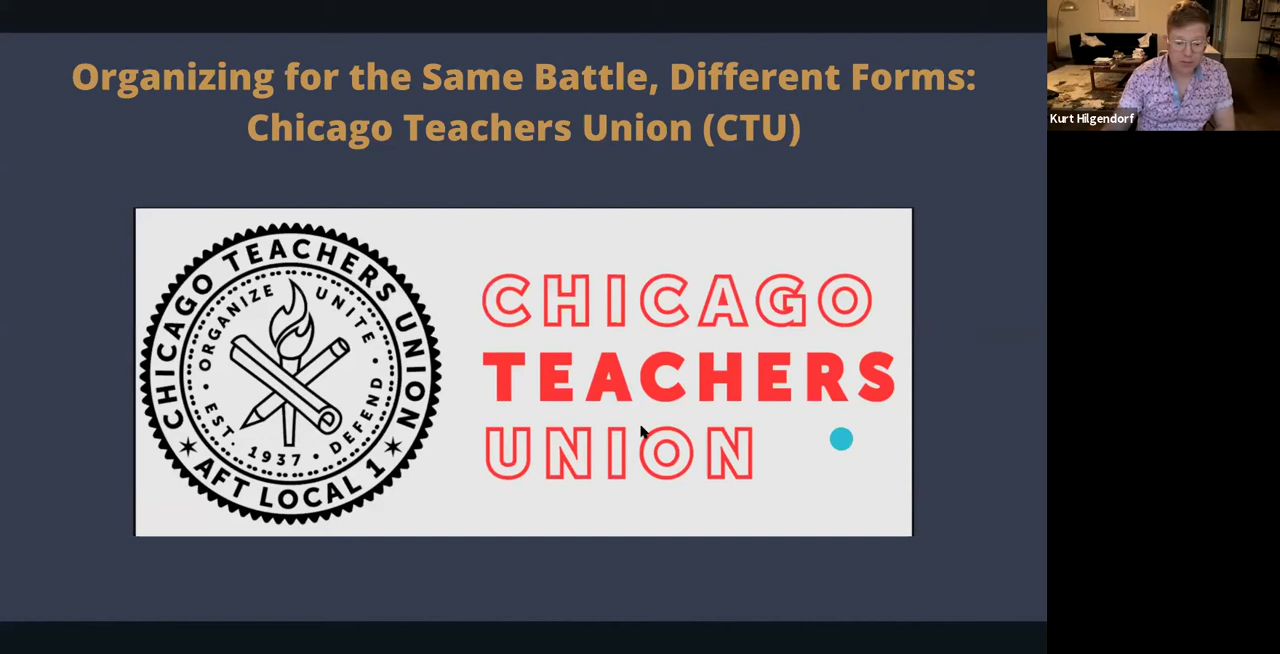 Organizing for the Same Battle, Different Forms:
Chicago Teachers Union (CTU)
Kurt Hilgendorf
CHICAGO TEACHERS UNION
AFT LOCAL 1
ORGANIZE
UNITE
DEFEND
EST. 1937
CHICAGO
TEACHERS
UNION